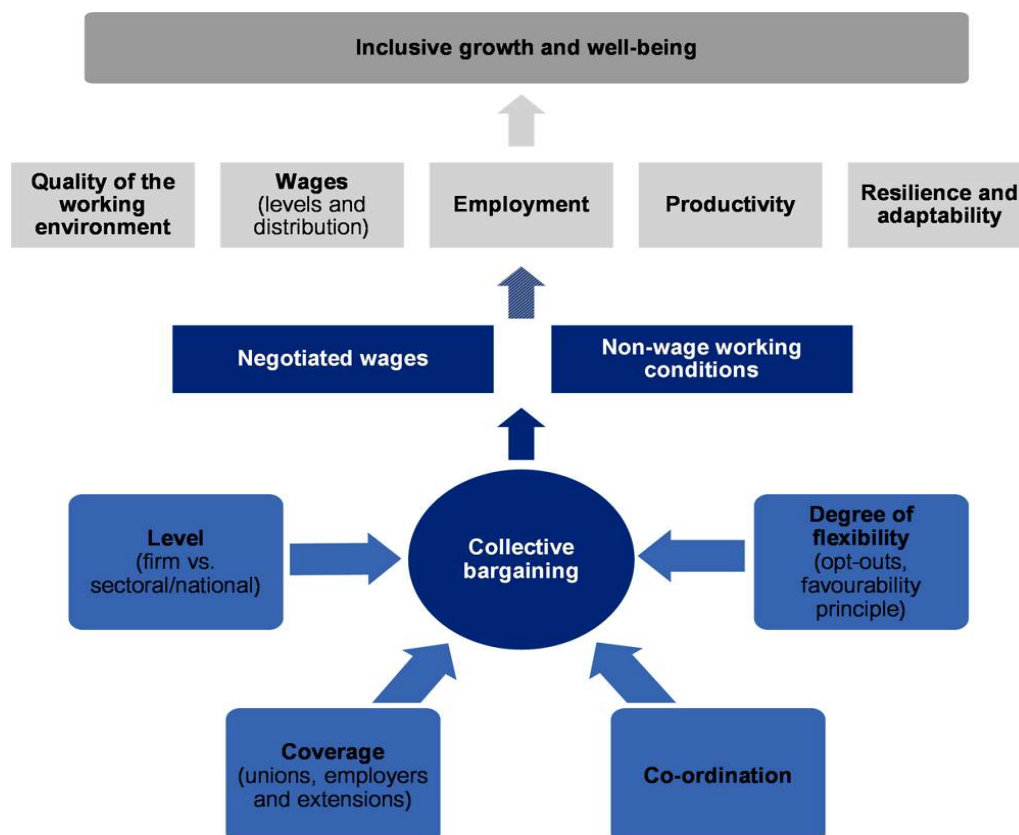 Inclusive growth and well-being
Quality of the
working
environment
Wages
(levels and
distribution)
Employment
Productivity
Resilience and
adaptability
Negotiated wages
Non-wage working
conditions
Level
(firm vs.
sectoral/national)
Collective
bargaining
Degree of
flexibility
(opt-outs,
favourability
principle)
Coverage
(unions, employers
and extensions)
Co-ordination